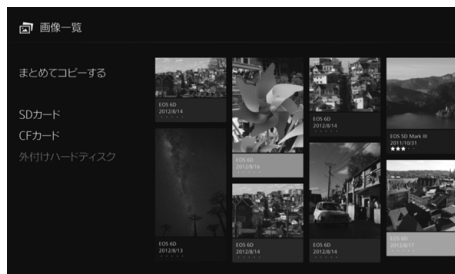 画像一覧
まとめてコピーする
SDカード
CFカード
外付けハードディスク
EOS 6D
2012/8/14
EOS 6D
2012/8/14
EOS 6D
2012/8/14
EOS 5D Mark III
2011/10/31
★★★
EOS 6D
2012/8/13
EOS 6D
2012/8/14
EOS 6D
2012/8/14
EOS 6D
2012/8/17